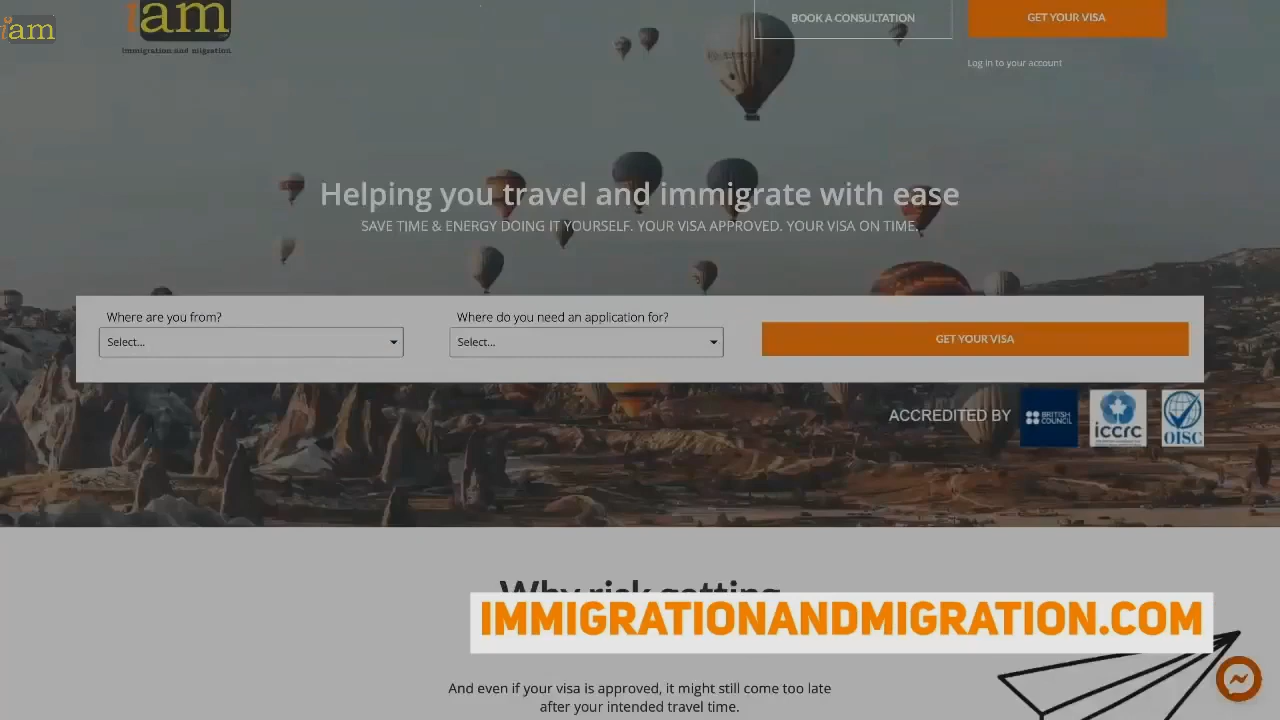 iam
iam
immigration and migration.
BOOK A CONSULTATION
GET YOUR VISA
Log in to your account
Helping you travel and immigrate with ease
SAVE TIME & ENERGY DOING IT YOURSELF. YOUR VISA APPROVED. YOUR VISA ON TIME.
Where are you from?
Where do you need an application for?
Select...
Select...
GET YOUR VISA
ACCREDITED BY
BRITISH
COUNCIL
iccrc
OISC
Why risk getting
IMMIGRATIONANDMIGRATION.COM
And even if your visa is approved, it might still come too late
after your intended travel time.